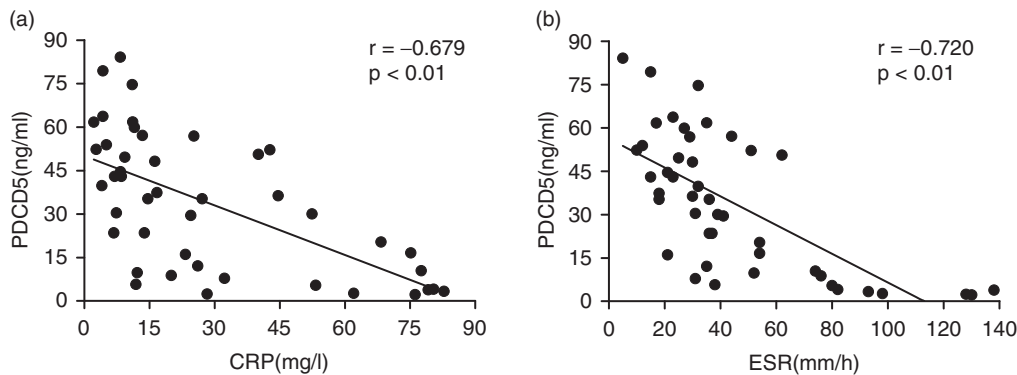 (a)
r = −0.679
p < 0.01
PDCD5(ng/ml)
90
75
60
45
30
15
0
0 15 30 45 60 75 90
CRP(mg/l)
(b)
r = −0.720
p < 0.01
PDCD5(ng/ml)
90
75
60
45
30
15
0
0 20 40 60 80 100 120 140
ESR(mm/h)